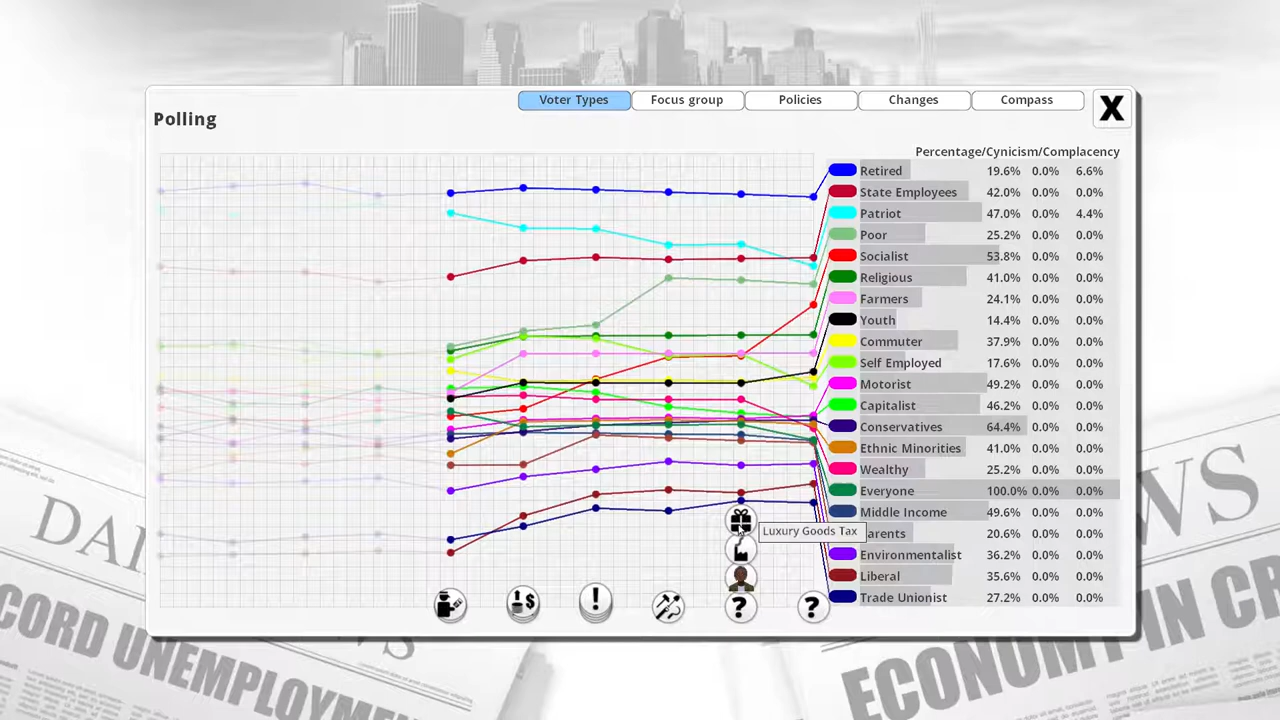 Voter Types
Focus group
Policies
Changes
Compass
X
Polling
Percentage/Cynicism/Complacency
Retired 19.6% 0.0% 6.6%
State Employees 42.0% 0.0% 0.0%
Patriot 47.0% 0.0% 4.4%
Poor 25.2% 0.0% 0.0%
Socialist 53.8% 0.0% 0.0%
Religious 41.0% 0.0% 0.0%
Farmers 24.1% 0.0% 0.0%
Youth 14.4% 0.0% 0.0%
Commuter 37.9% 0.0% 0.0%
Self Employed 17.6% 0.0% 0.0%
Motorist 49.2% 0.0% 0.0%
Capitalist 46.2% 0.0% 0.0%
Conservatives 64.4% 0.0% 0.0%
Ethnic Minorities 41.0% 0.0% 0.0%
Wealthy 25.2% 0.0% 0.0%
Everyone 100.0% 0.0% 0.0%
Middle Income 49.6% 0.0% 0.0%
Luxury Goods Tax
arents 20.6% 0.0% 0.0%
Environmentalist 36.2% 0.0% 0.0%
Liberal 35.6% 0.0% 0.0%
Trade Unionist 27.2% 0.0% 0.0%
$ ! ? ?
DAI
WS
NEWS
CORD UNEMPLOYM
ECONOMY IN CR